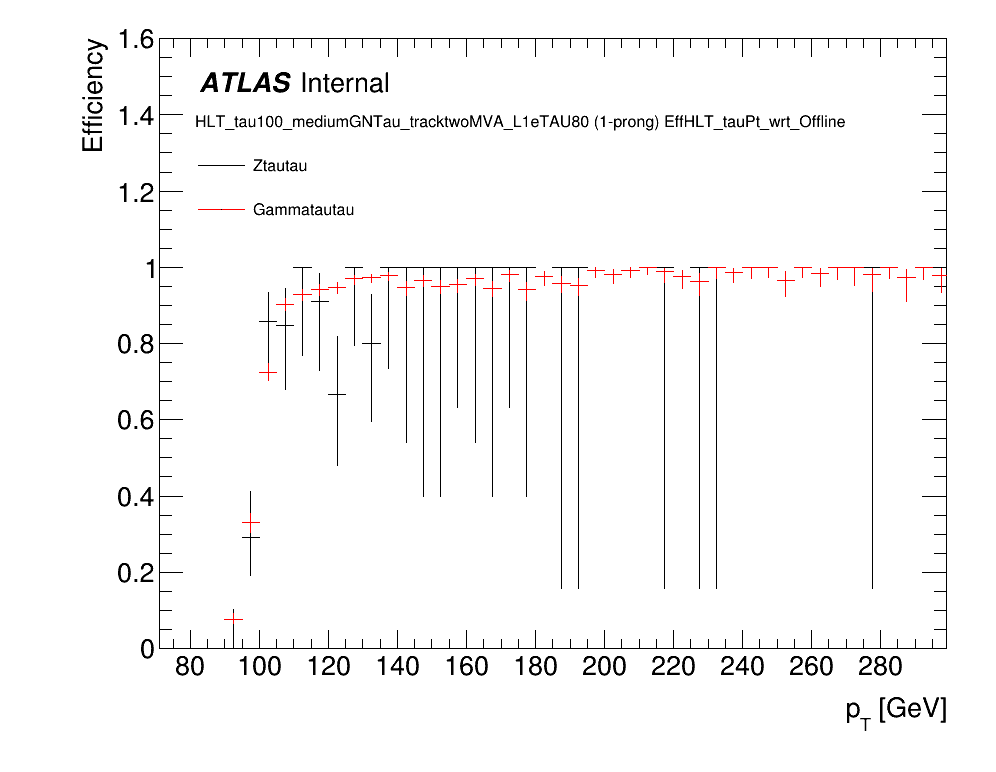 Efficiency
1.6
1.4
1.2
1
0.8
0.6
0.4
0.2
0
ATLAS Internal
HLT_tau100_mediumGNTau_tracktwoMVA_L1eTAU80 (1-prong) EffHLT_tauPt_wrt_Offline
Ztautau
Gammatautau
80 100 120 140 160 180 200 220 240 260 280
p_T [GeV]